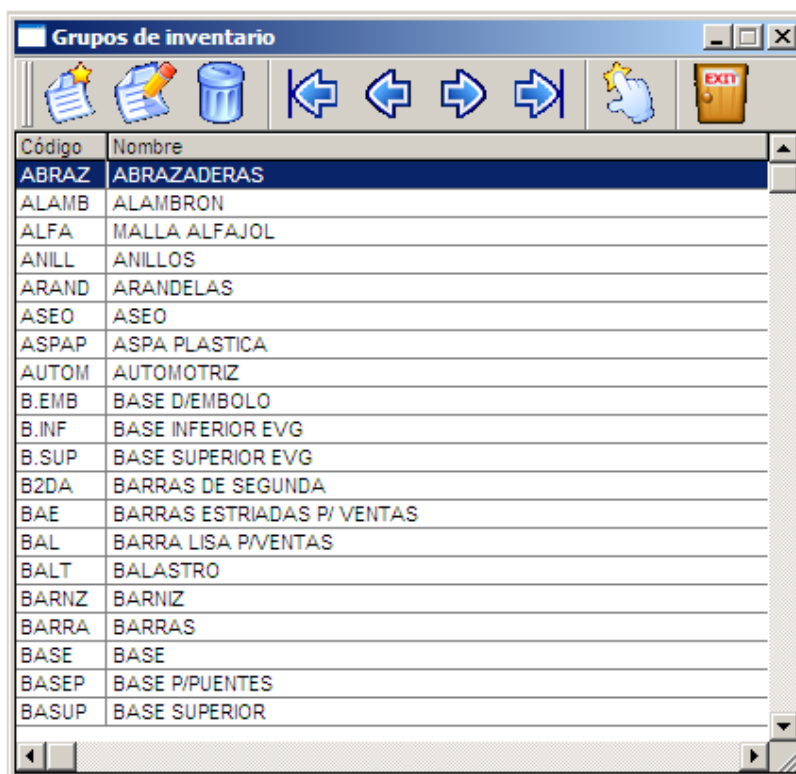 Grupos de inventario
EXIT
Código Nombre
ABRAZ ABRAZADERAS
ALAMB ALAMBRON
ALFA MALLA ALFAJOL
ANILL ANILLOS
ARAND ARANDELAS
ASEO ASEO
ASPAP ASPA PLASTICA
AUTOM AUTOMOTRIZ
B.EMB BASE D/EMBOLO
B.INF BASE INFERIOR EVG
B.SUP BASE SUPERIOR EVG
B2DA BARRAS DE SEGUNDA
BAE BARRAS ESTRIADAS P/ VENTAS
BAL BARRA LISA P/VENTAS
BALT BALASTRO
BARNZ BARNIZ
BARRA BARRAS
BASE BASE
BASEP BASE P/PUENTES
BASUP BASE SUPERIOR